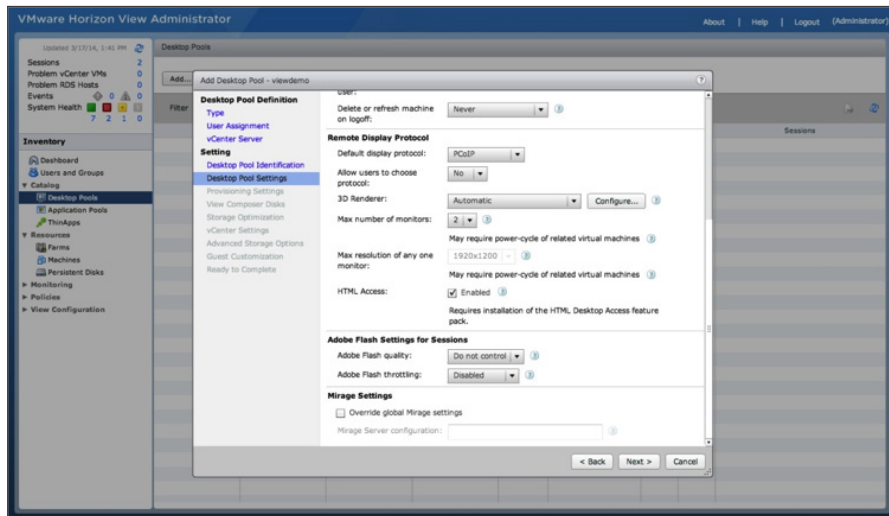 VMware Horizon View Administrator
About | Help | Logout (Administrator)
Updated 3/17/14, 1:41 PM
Sessions 2
Problem vCenter VMs 0
Problem RDS Hosts 0
Events 0 0
System Health
7 2 1 0
Inventory
Dashboard
Users and Groups
Catalog
Desktop Pools
Application Pools
ThinApps
Resources
Farms
Machines
Persistent Disks
Monitoring
Policies
View Configuration
Desktop Pools
Add...
Filter
Sessions
Add Desktop Pool - viewdemo
Desktop Pool Definition
Type
User Assignment
vCenter Server
Setting
Desktop Pool Identification
Desktop Pool Settings
Provisioning Settings
View Composer Disks
Storage Optimization
vCenter Settings
Advanced Storage Options
Guest Customization
Ready to Complete
user:
Delete or refresh machine Never
on logoff:
Remote Display Protocol
Default display protocol: PCoIP
Allow users to choose No
protocol:
3D Renderer: Automatic Configure...
Max number of monitors: 2
May require power-cycle of related virtual machines
Max resolution of any one 1920x1200
monitor:
May require power-cycle of related virtual machines
HTML Access: Enabled
Requires installation of the HTML Desktop Access feature
pack.
Adobe Flash Settings for Sessions
Adobe Flash quality: Do not control
Adobe Flash throttling: Disabled
Mirage Settings
Override global Mirage settings
Mirage Server configuration:
< Back Next > Cancel